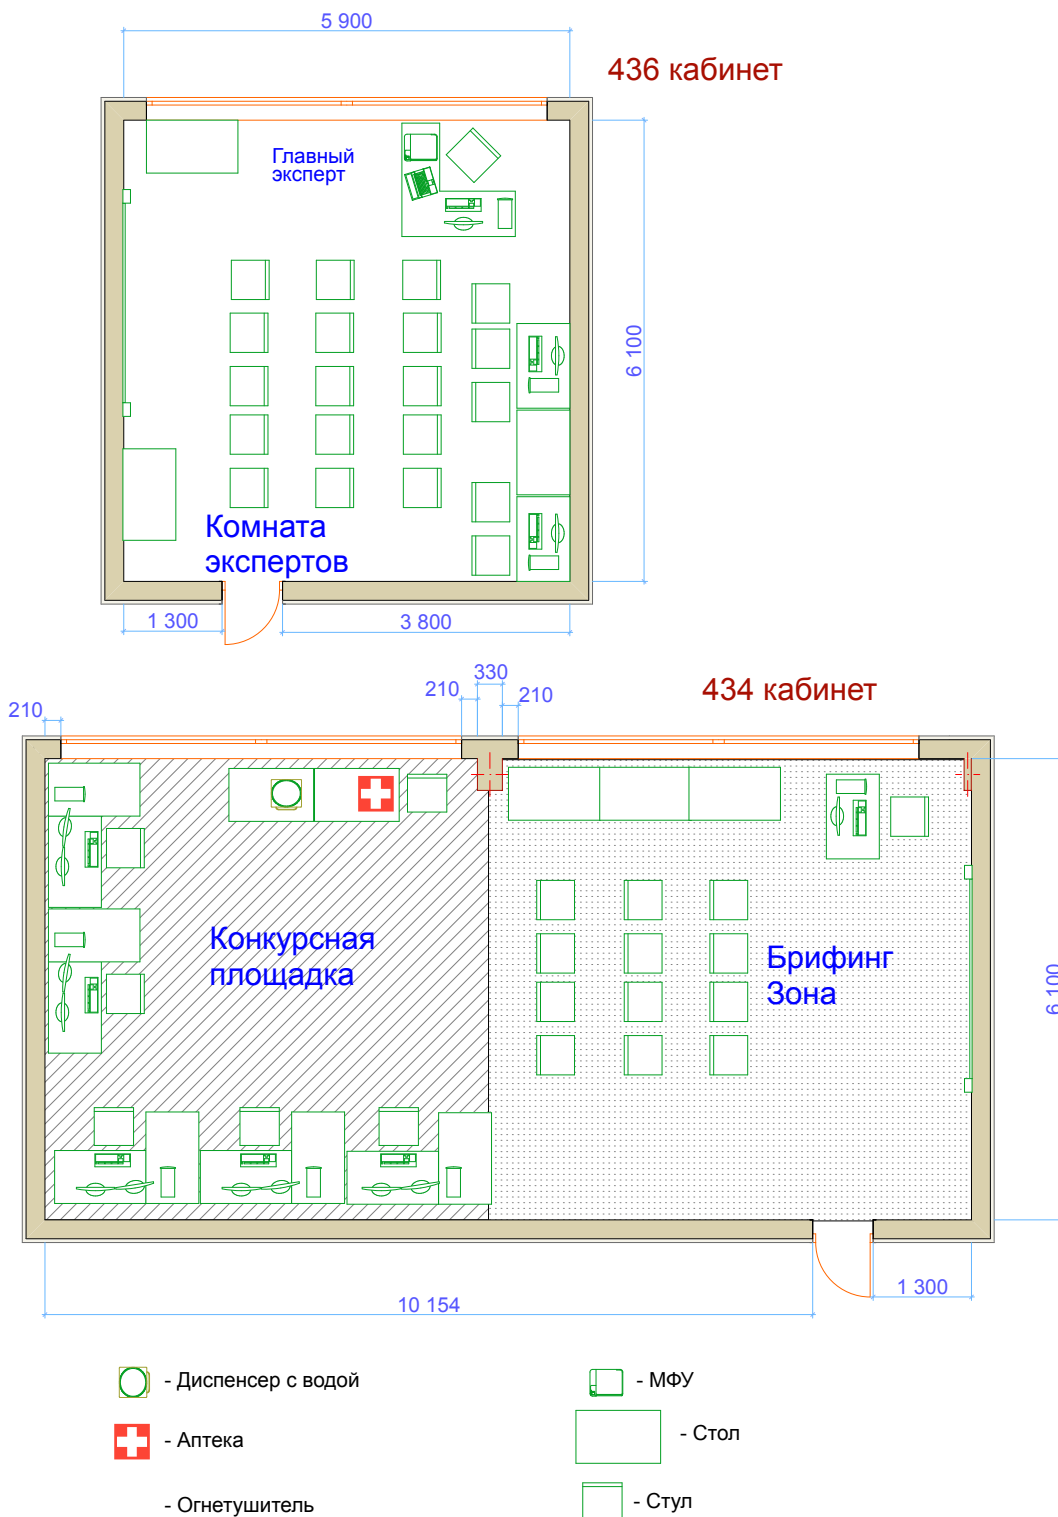 5 900
436 кабинет
Главный
эксперт
6 100
Комната
экспертов
1 300
3 800
330
210
210
210
434 кабинет
Конкурсная
площадка
Брифинг
Зона
6 100
10 154
1 300
- Диспенсер с водой
- МФУ
- Аптека
- Стол
- Огнетушитель
- Стул